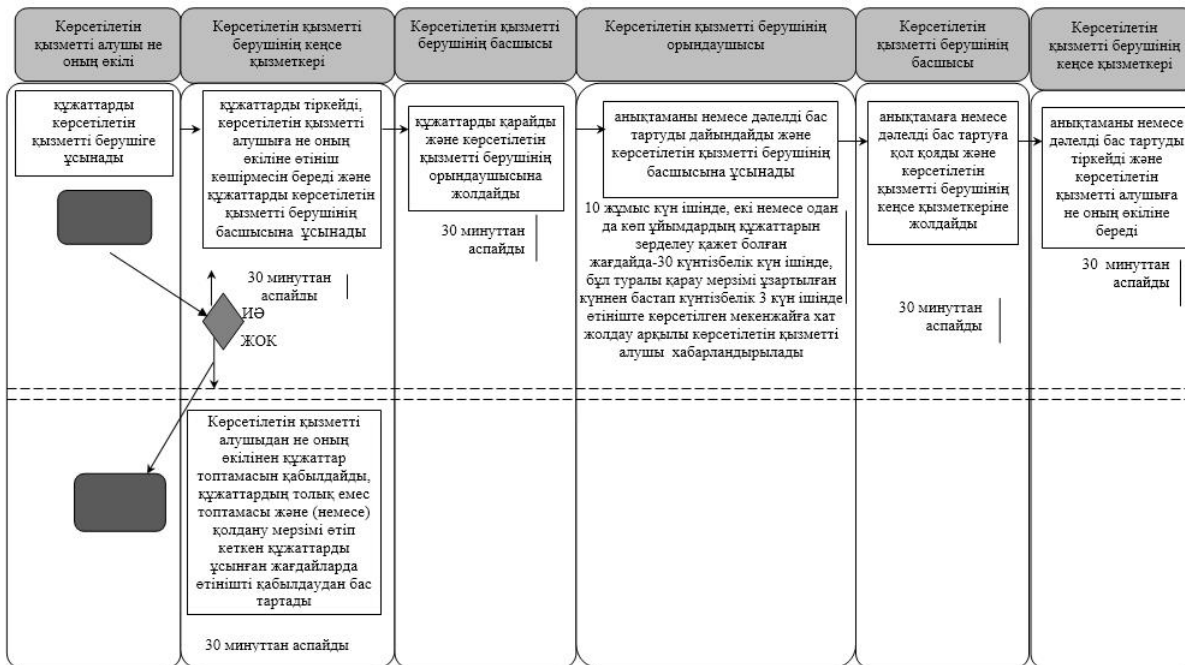 Көрсетілетін
қызметті алушы не
оның өкілі
Көрсетілетін қызметті
берушінің кеңсе
қызметкері
Көрсетілетін қызметті
берушінің басшысы
Көрсетілетін қызметті берушінің
орындаушысы
Көрсетілетін
қызметті берушінің
басшысы
Көрсетілетін
қызметті берушінің
кеңсе қызметкері
құжаттарды
көрсетілетін
қызметті берушіге
ұсынады
құжаттарды тіркейді,
көрсетілетін қызметті
алушыға не оның
өкіліне өтініш
көшірмесін береді және
құжаттарды көрсетілетін
қызметті берушінің
басшысына ұсынады
30 минуттан
аспайды
ИӘ
ЖОК
құжаттарды қарайды
және көрсетілетін
қызметті берушінің
орындаушысына
жолдайды
30 минуттан
аспайды
анықтаманы немесе дәлелді бас
тартуды дайындайды және
көрсетілетін қызметті берушінің
басшысына ұсынады
10 жұмыс күн ішінде, екі немесе одан
да көп ұйымдардың құжаттарын
зерделеу қажет болған
жағдайда-30 күнтізбелік күн ішінде,
бұл туралы қарау мерзімі ұзартылған
күннен бастап күнтізбелік 3 күн ішінде
өтініште көрсетілген мекенжайға хат
жолдау арқылы көрсетілетін қызметті
алушы хабарландырылады
анықтамаға немесе
дәлелді бас тартуға
қол қояды және
көрсетілетін
қызметті берушінің
кеңсе қызметкеріне
жолдайды
30 минуттан
аспайды
анықтаманы немесе
дәлелді бас тартуды
тіркейді және
көрсетілетін
қызметті алушыға
не оның өкіліне
береді
30 минуттан
аспайды
Көрсетілетін қызметті
алушыдан не оның
өкілінен құжаттар
топтамасын қабылдайды,
құжаттардың толық емес
топтамасы және (немесе)
қолдану мерзімі өтіп
кеткен құжаттарды
ұсынған жағдайларда
өтінішті қабылдаудан бас
тартады
30 минуттан аспайды